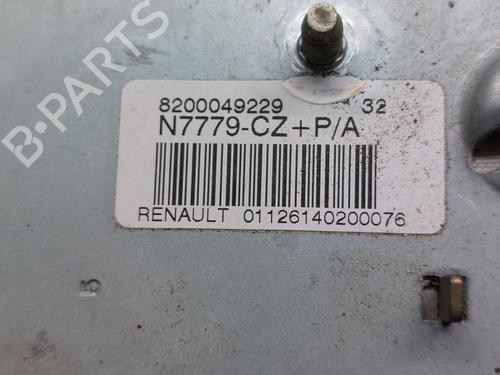 8200049229 32
N7779-CZ+P/A
RENAULT 01126140200076
B-PARTS